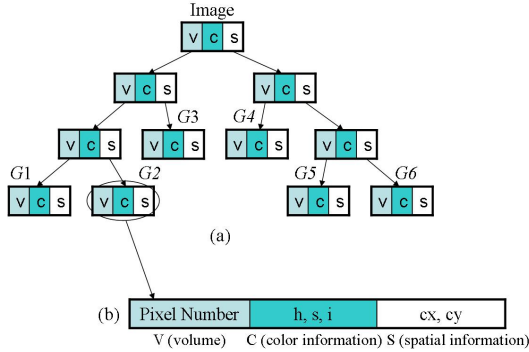 Image
v c s
v c s
v c s
G3
G4
v c s
v c s
v c s
v c s
G1
G2
G5
G6
v c s
v c s
v c s
v c s
(a)
(b)
Pixel Number h, s, i cx, cy
V (volume) C (color information) S (spatial information)